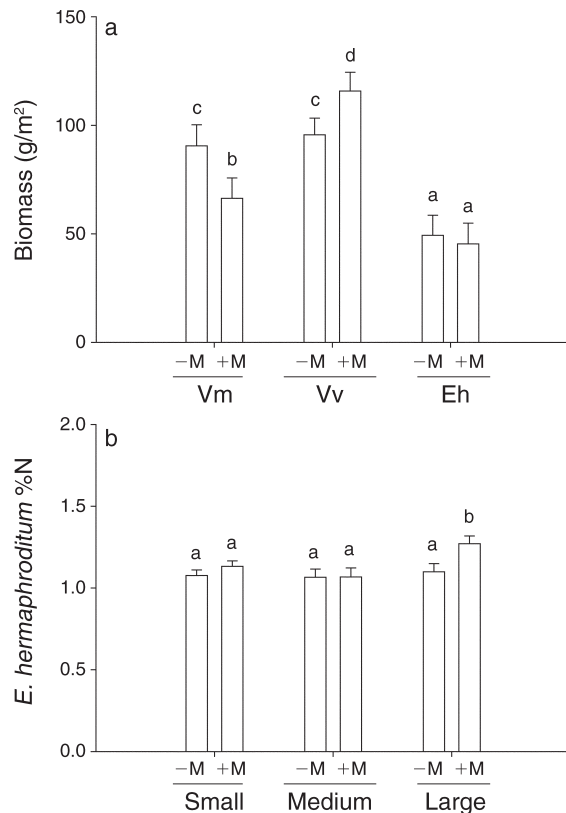 a
150
100
50
0
Biomass (g/m²)
c
b
c
d
a
a
−M +M −M +M −M +M
Vm Vv Eh
b
2.0
1.5
1.0
0.5
0.0
E. hermaphroditum %N
a
a
a
a
a
b
−M +M −M +M −M +M
Small Medium Large